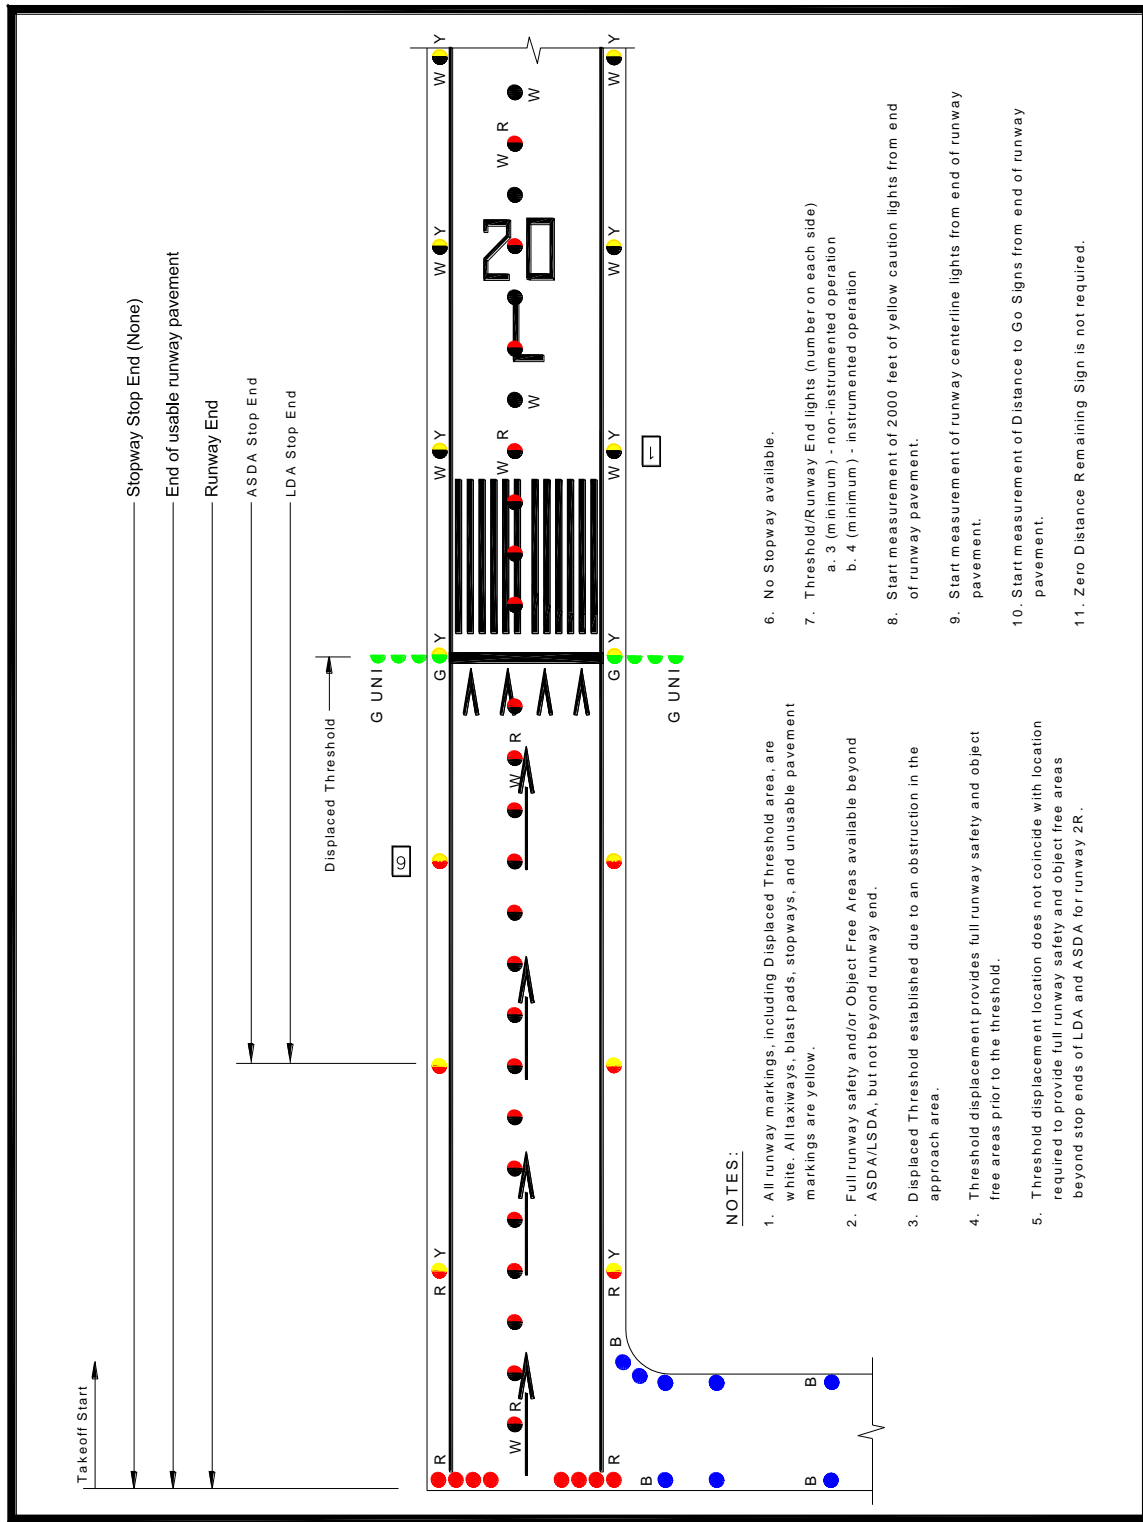 Takeoff Start
Stopway Stop End (None)
End of usable runway pavement
Runway End
ASDA Stop End
LDA Stop End
Displaced Threshold
G UNI
9
R
R Y
G Y
W Y
W Y
W Y
W R
W R
W R
W
W R
W
L
20
R
R Y
G Y
W Y
W Y
W Y
G UNI
1
B
B
B
B
NOTES:
1. All runway markings, including Displaced Threshold area, are
white. All taxiways, blast pads, stopways, and unusable pavement
markings are yellow.
2. Full runway safety and/or Object Free Areas available beyond
ASDA/LSDA, but not beyond runway end.
3. Displaced Threshold established due to an obstruction in the
approach area.
4. Threshold displacement provides full runway safety and object
free areas prior to the threshold.
5. Threshold displacement location does not coincide with location
required to provide full runway safety and object free areas
beyond stop ends of LDA and ASDA for runway 2R.
6. No Stopway available.
7. Threshold/Runway End lights (number on each side)
a. 3 (minimum) - non-instrumented operation
b. 4 (minimum) - instrumented operation
8. Start measurement of 2000 feet of yellow caution lights from end
of runway pavement.
9. Start measurement of runway centerline lights from end of runway
pavement.
10. Start measurement of Distance to Go Signs from end of runway
pavement.
11. Zero Distance Remaining Sign is not required.